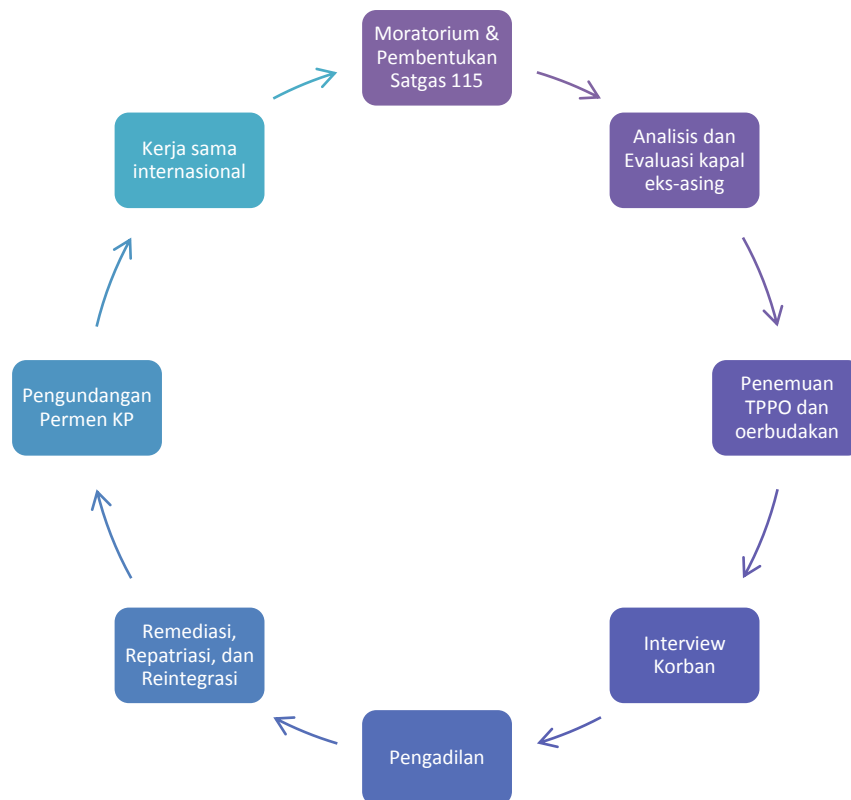 Moratorium &
Pembentukan
Satgas 115
Analisis dan
Evaluasi kapal
eks-asing
Penemuan
TPPO dan
oerbudakan
Interview
Korban
Pengadilan
Remediasi,
Repatriasi, dan
Reintegrasi
Pengundangan
Permen KP
Kerja sama
internasional